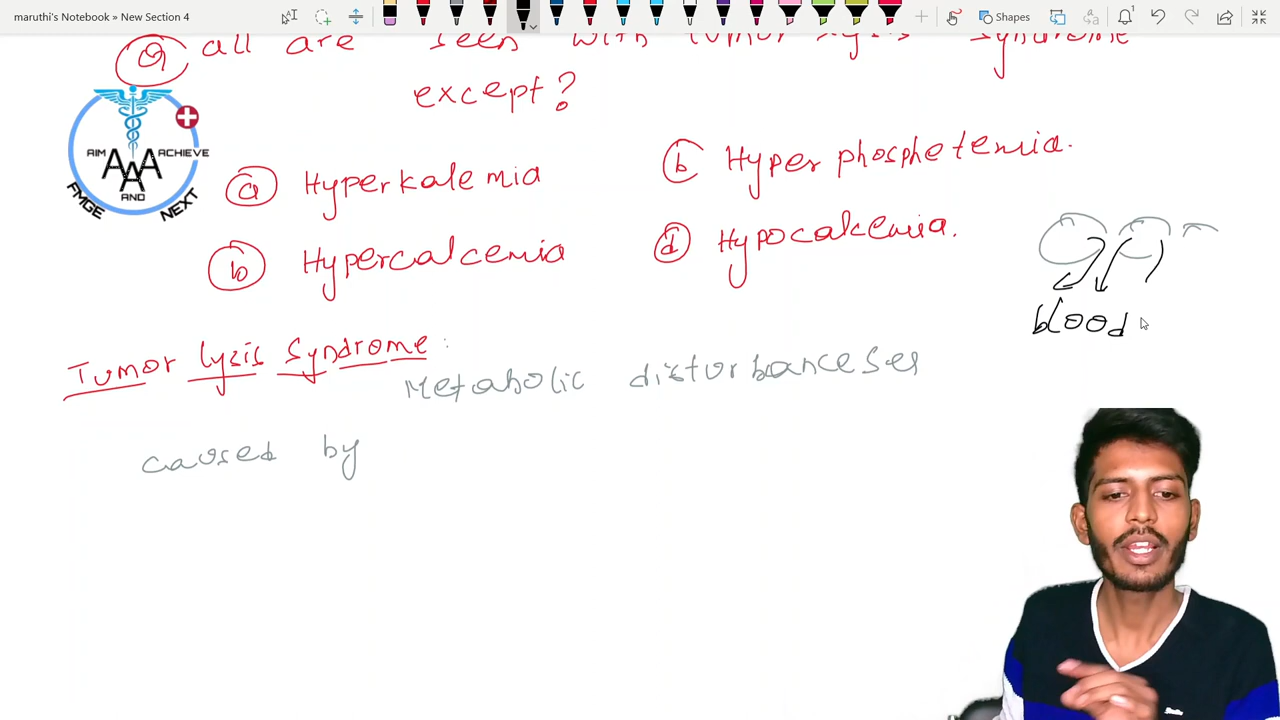 maruthi's Notebook » New Section 4
Shapes
Q all are seen with Tumor lysis Syndrome
except?
AIM ACHIEVE
AAA
AND
FMGE NEXT
a Hyperkalemia
b Hyperphosphetemia.
b Hypercalcemia
d Hypocalcemia.
blood
Tumor lysis Syndrome:
Metabolic disturbanceses
caused by